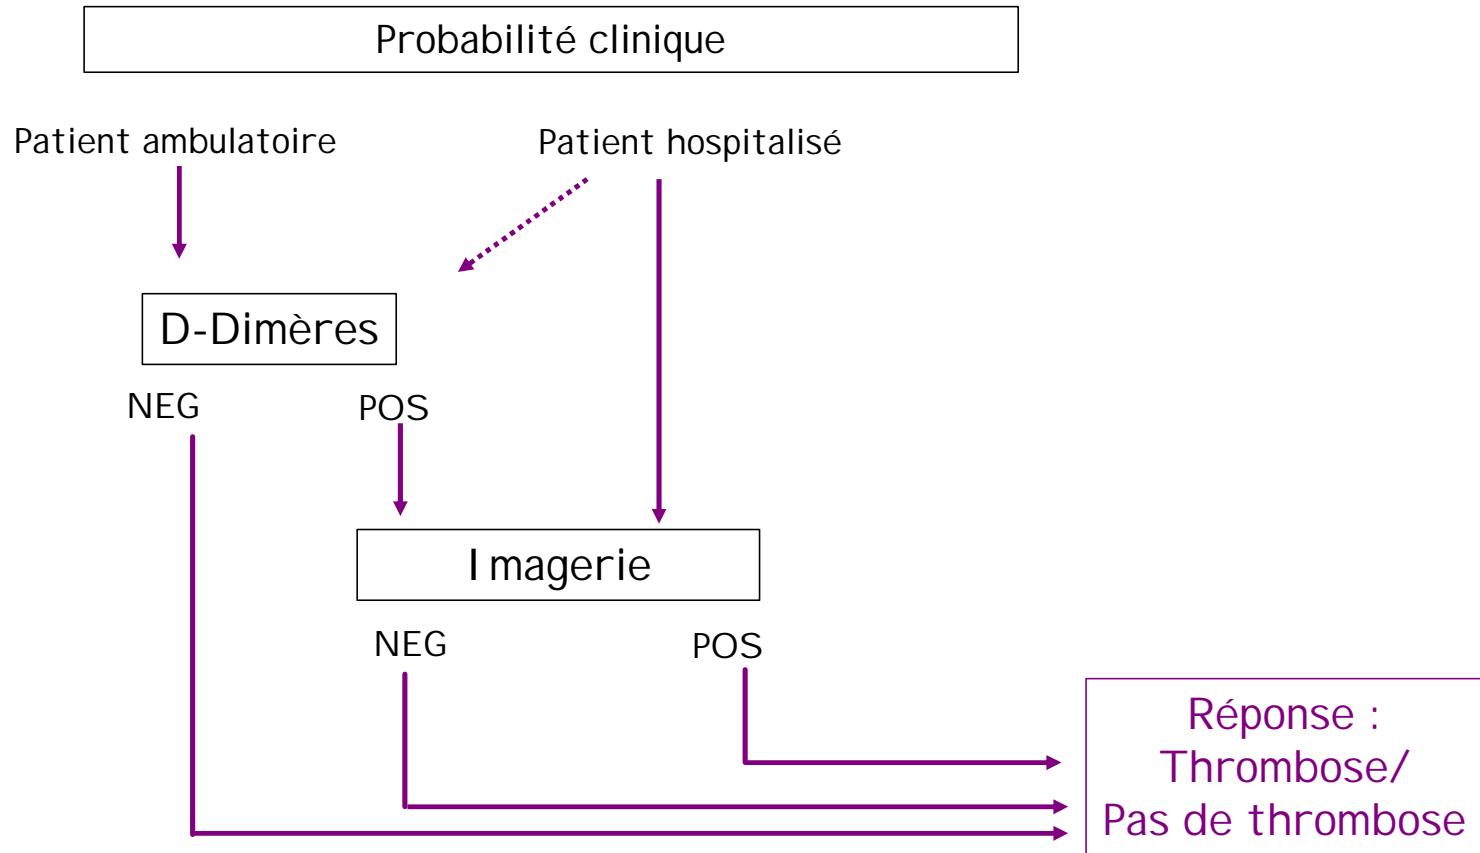 Probabilité clinique
Patient ambulatoire
Patient hospitalisé
D-Dimères
NEG
POS
Imagerie
NEG
POS
Réponse :
Thrombose/
Pas de thrombose